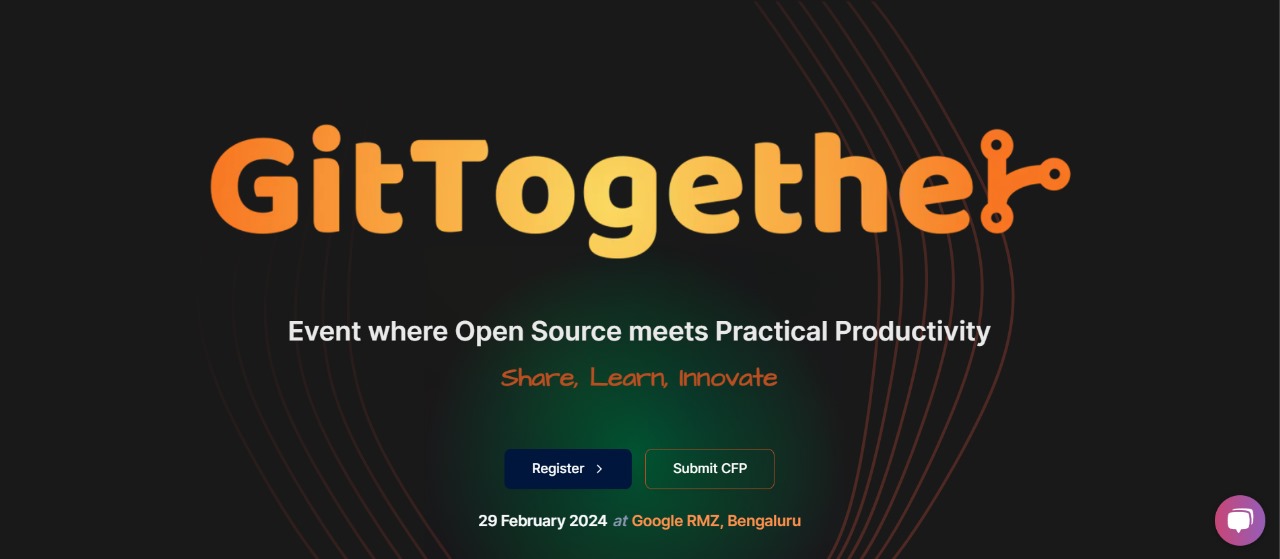 GitTogether
Event where Open Source meets Practical Productivity
Share, Learn, Innovate
Register
Submit CFP
29 February 2024 at Google RMZ, Bengaluru